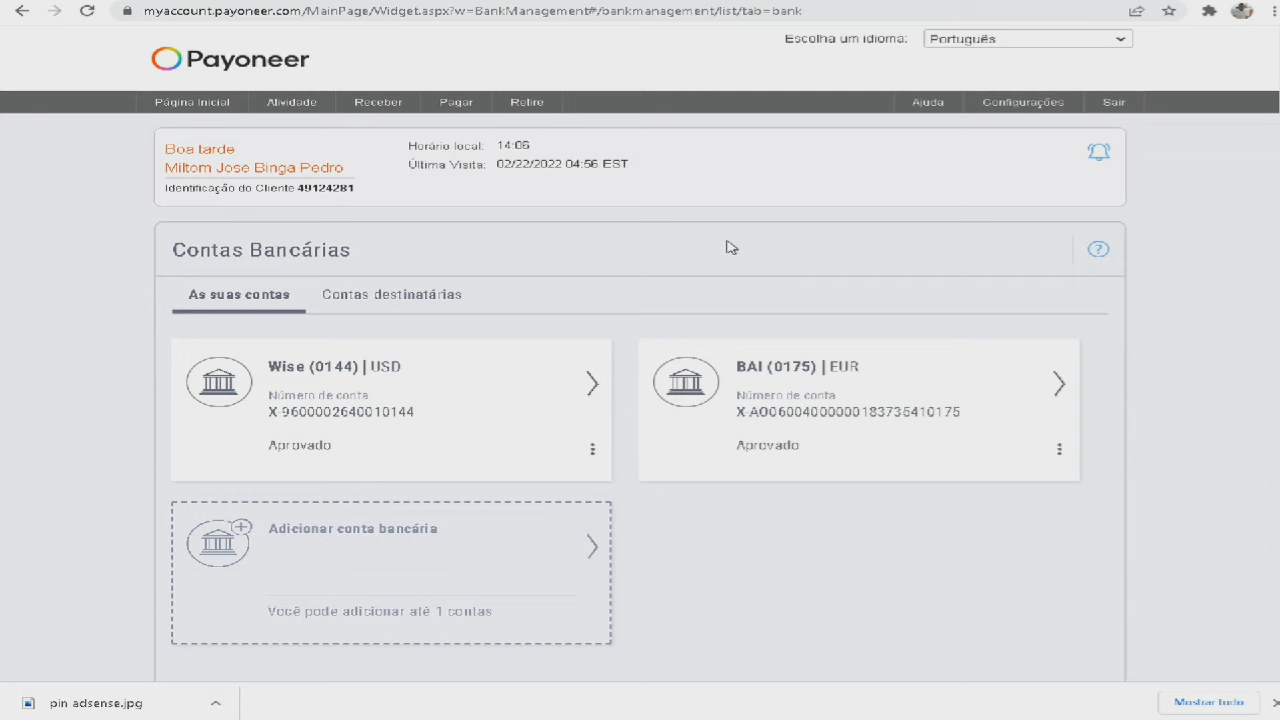 myaccount.payoneer.com/MainPage/Widget.aspx?w=BankManagement#/bankmanagement/list/tab=bank
Payoneer
Escolha um idioma:
Português
Página Inicial
Atividade
Receber
Pagar
Retire
Ajuda
Configurações
Sair
Boa tarde
Miltom Jose Binga Pedro
Identificação do Cliente 49124281
Horário local: 14:06
Última Visita: 02/22/2022 04:56 EST
Contas Bancárias
As suas contas
Contas destinatárias
Wise (0144) | USD
Número de conta
X-9600002640010144
Aprovado
BAI (0175) | EUR
Número de conta
X-AO06004000000183735410175
Aprovado
Adicionar conta bancária
Você pode adicionar até 1 contas
pin adsense.jpg
Mostrar tudo